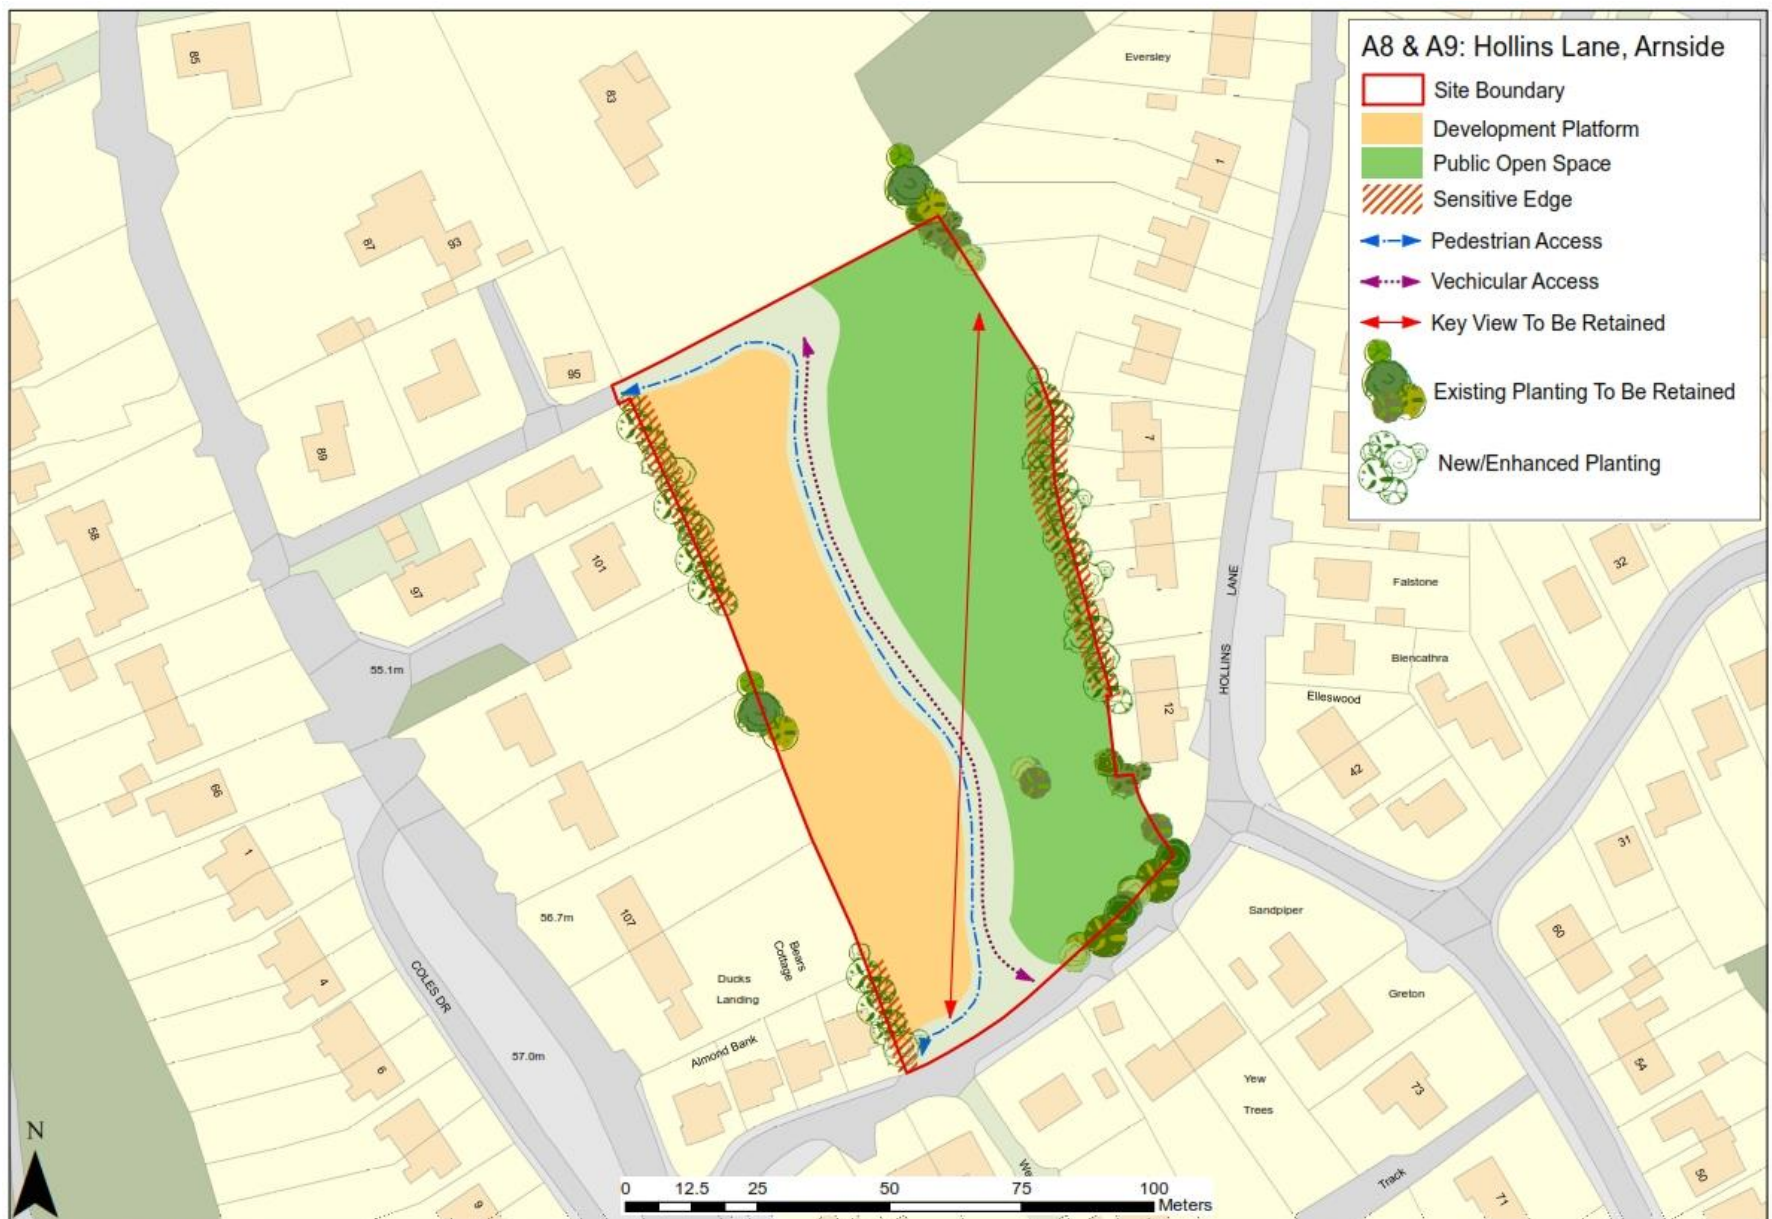 A8 & A9: Hollins Lane, Arnside
Site Boundary
Development Platform
Public Open Space
Sensitive Edge
Pedestrian Access
Vechicular Access
Key View To Be Retained
Existing Planting To Be Retained
New/Enhanced Planting
85
83
Eversley
1
87
93
95
89
7
58
101
97
32
Falstone
LANE
HOLLINS
Blencathra
Elleswood
55.1m
12
42
66
1
31
107
56.7m
Sandpiper
60
Bears
Cottage
Ducks
Landing
COLES DR
4
Greton
Almond Bank
57.0m
6
54
Yew
Trees
73
N
We
Track
50
71
9
0 12.5 25 50 75 100
Meters